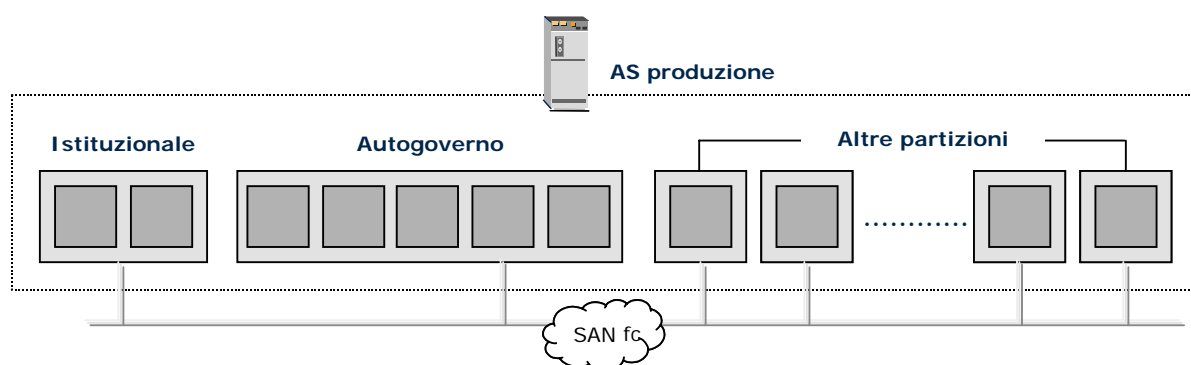 AS produzione
Istituzionale
Autogoverno
Altre partizioni
............
SAN fc